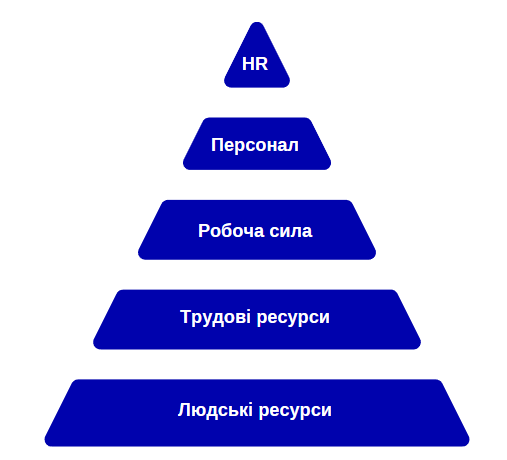 HR
Персонал
Робоча сила
Трудові ресурси
Людські ресурси